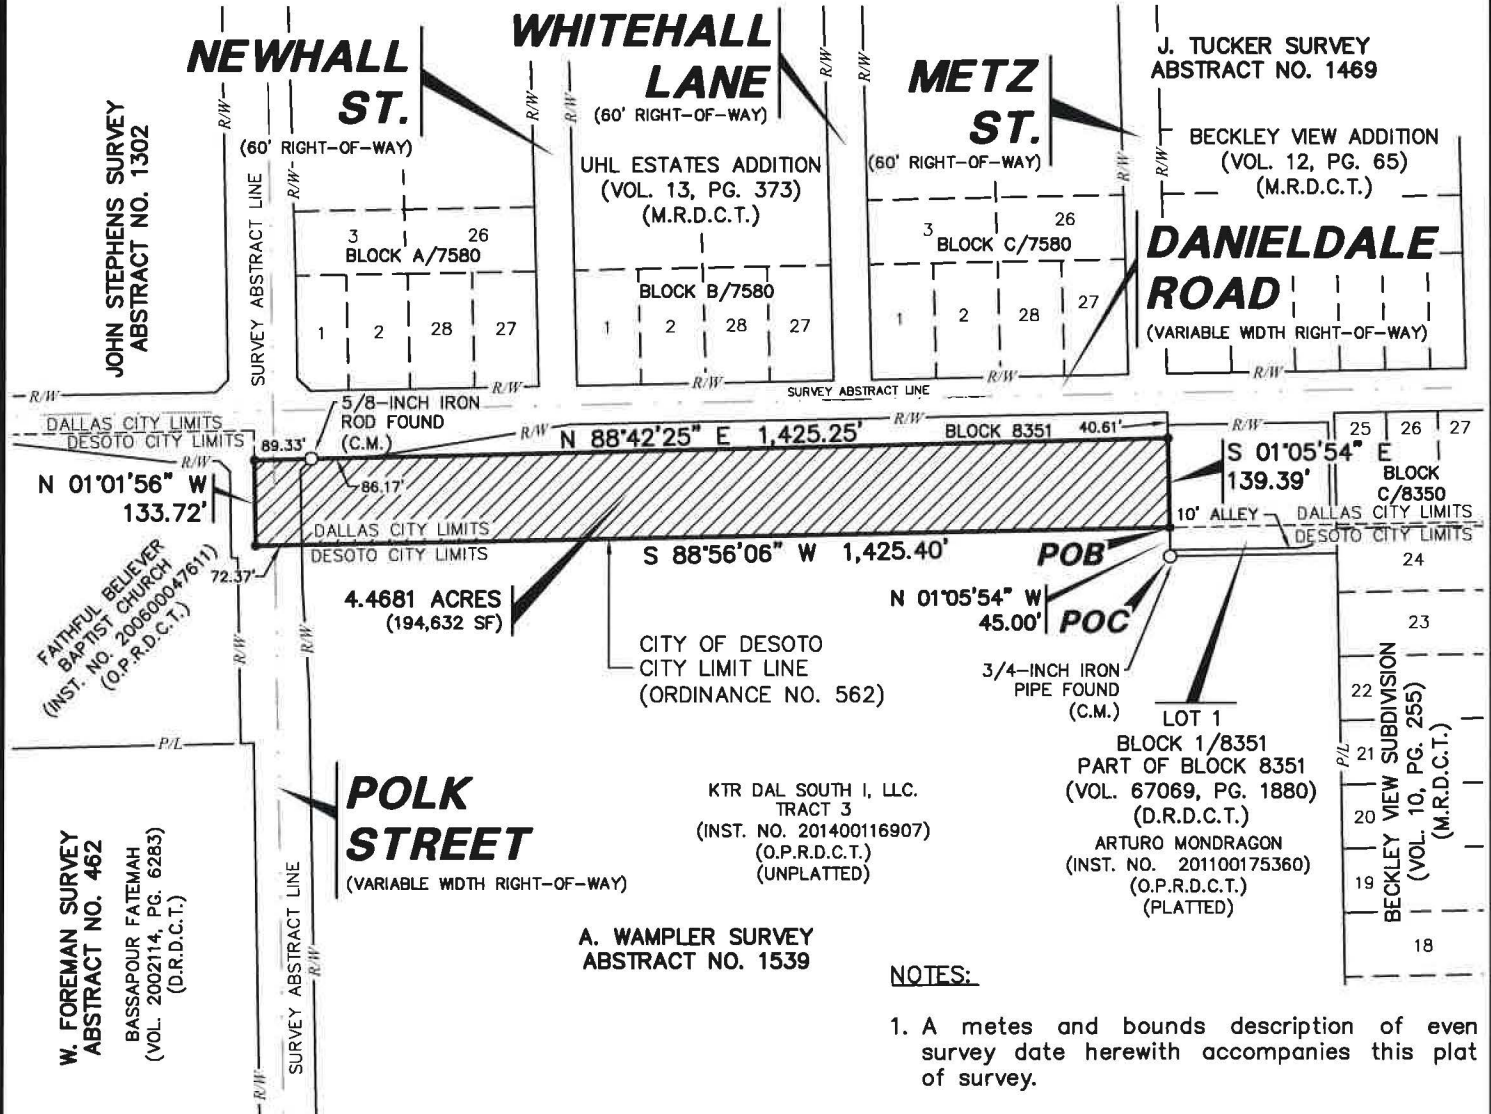 NEWHALL
ST.
(60' RIGHT-OF-WAY)
WHITEHALL
LANE
(60' RIGHT-OF-WAY)
METZ
ST.
(60' RIGHT-OF-WAY)
J. TUCKER SURVEY
ABSTRACT NO. 1469
BECKLEY VIEW ADDITION
(VOL. 12, PG. 65)
(M.R.D.C.T.)
JOHN STEPHENS SURVEY
ABSTRACT NO. 1302
SURVEY ABSTRACT LINE
R/W
R/W
R/W
R/W
R/W
R/W
R/W
R/W
UHL ESTATES ADDITION
(VOL. 13, PG. 373)
(M.R.D.C.T.)
3
26
BLOCK A/7580
1
2
28
27
BLOCK B/7580
1
2
28
27
3
26
BLOCK C/7580
1
2
28
27
DANIELDALE
ROAD
(VARIABLE WIDTH RIGHT-OF-WAY)
R/W
R/W
R/W
R/W
R/W
SURVEY ABSTRACT LINE
DALLAS CITY LIMITS
DESOTO CITY LIMITS
R/W
89.33'
5/8-INCH IRON
ROD FOUND
(C.M.)
86.17'
R/W
R/W
N 88°42'25" E 1,425.25'
BLOCK 8351
40.61'
R/W
S 01°05'54" E
139.39'
25
26
27
BLOCK
C/8350
N 01°01'56" W
133.72'
DALLAS CITY LIMITS
DESOTO CITY LIMITS
S 88°56'06" W 1,425.40'
10' ALLEY
DALLAS CITY LIMITS
DESOTO CITY LIMITS
POB
POC
N 01°05'54" W
45.00'
72.37'
FAITHFUL BELIEVER
BAPTIST CHURCH
(INST. NO. 200600047611)
(O.P.R.D.C.T.)
R/W
R/W
4.4681 ACRES
(194,632 SF)
CITY OF DESOTO
CITY LIMIT LINE
(ORDINANCE NO. 562)
3/4-INCH IRON
PIPE FOUND
(C.M.)
LOT 1
BLOCK 1/8351
PART OF BLOCK 8351
(VOL. 67069, PG. 1880)
(D.R.D.C.T.)
ARTURO MONDRAGON
(INST. NO. 201100175360)
(O.P.R.D.C.T.)
(PLATTED)
24
23
22
21
20
19
18
P/L
BECKLEY VIEW SUBDIVISION
(VOL. 10, PG. 255)
(M.R.D.C.T.)
P/L
POLK
STREET
(VARIABLE WIDTH RIGHT-OF-WAY)
KTR DAL SOUTH I, LLC.
TRACT 3
(INST. NO. 201400116907)
(O.P.R.D.C.T.)
(UNPLATTED)
W. FOREMAN SURVEY
ABSTRACT NO. 462
BASSAPOUR FATEMAH
(VOL. 2002114, PG. 6283)
(D.R.D.C.T.)
SURVEY ABSTRACT LINE
R/W
R/W
A. WAMPLER SURVEY
ABSTRACT NO. 1539
NOTES:
1. A metes and bounds description of even
survey date herewith accompanies this plat
of survey.